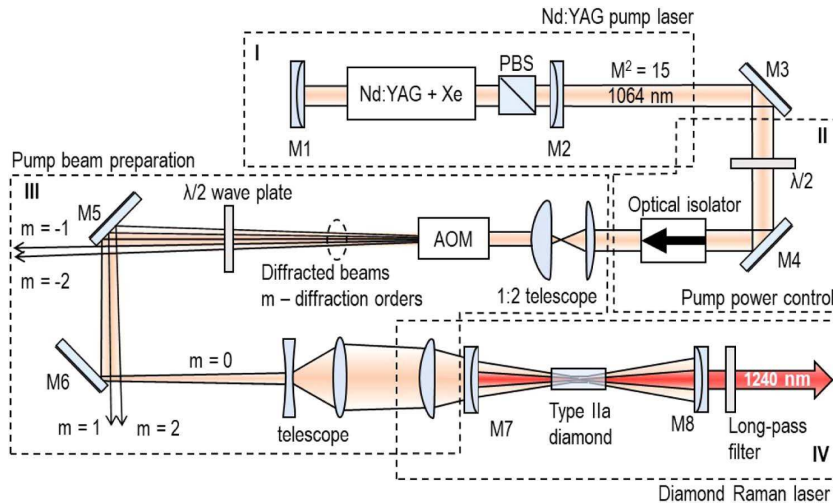 Nd:YAG pump laser
I
PBS
M² = 15
1064 nm
Nd:YAG + Xe
M1
M2
M3
II
λ/2
Optical isolator
M4
Pump power control
Pump beam preparation
III
λ/2 wave plate
M5
m = -1
m = -2
AOM
Diffracted beams
m – diffraction orders
1:2 telescope
M6
m=0
m = 1
m = 2
telescope
M7
Type IIa
diamond
M8
1240 nm
Long-pass
filter
IV
Diamond Raman laser